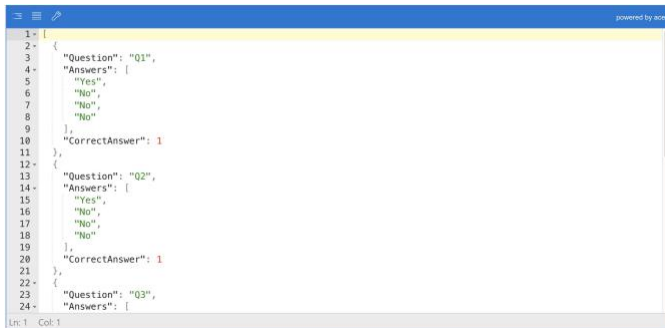 powered by ace
1 [
2 {
3 "Question": "Q1",
4 "Answers": [
5 "Yes",
6 "No",
7 "No",
8 "No"
9 ],
10 "CorrectAnswer": 1
11 },
12 {
13 "Question": "Q2",
14 "Answers": [
15 "Yes",
16 "No",
17 "No",
18 "No"
19 ],
20 "CorrectAnswer": 1
21 },
22 {
23 "Question": "Q3",
24 "Answers": [
Ln: 1 Col: 1